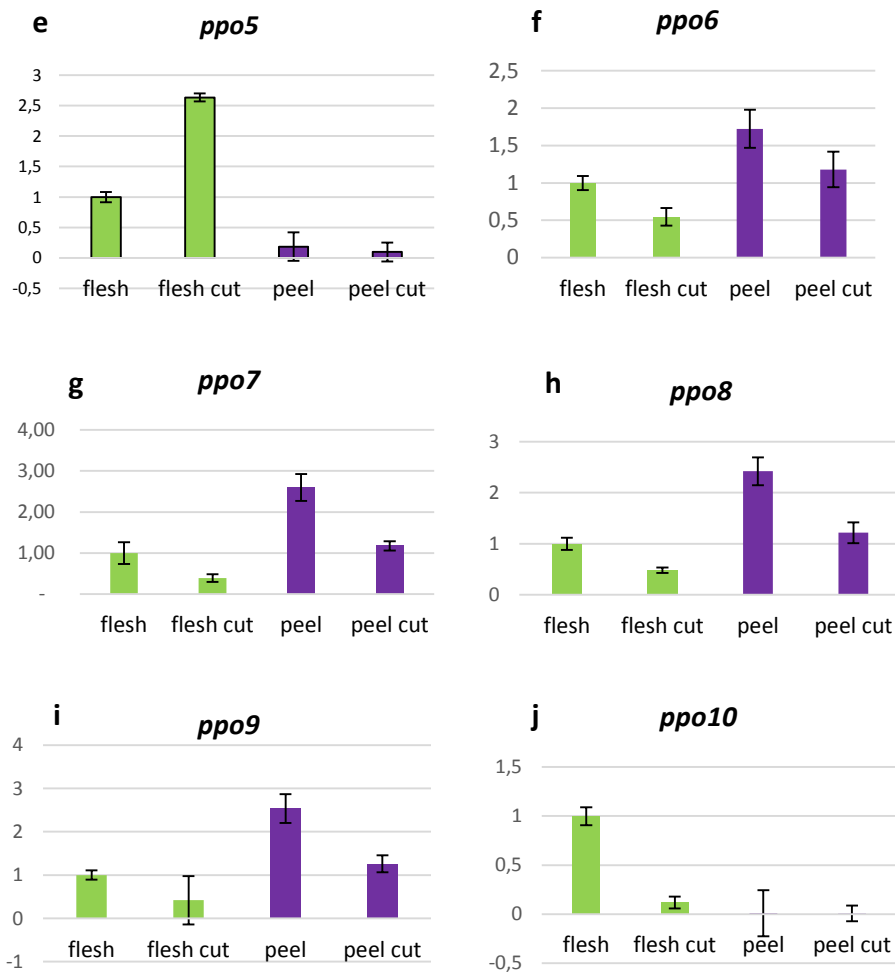 e
ppo5
3
2,5
2
1,5
1
0,5
0
-0,5
flesh flesh cut peel peel cut
f
ppo6
2,5
2
1,5
1
0,5
0
flesh flesh cut peel peel cut
g
ppo7
4,00
3,00
2,00
1,00
-
flesh flesh cut peel peel cut
h
ppo8
3
2
1
0
flesh flesh cut peel peel cut
i
ppo9
4
3
2
1
0
-1
flesh flesh cut peel peel cut
j
ppo10
1,5
1
0,5
0
-0,5
flesh flesh cut peel peel cut